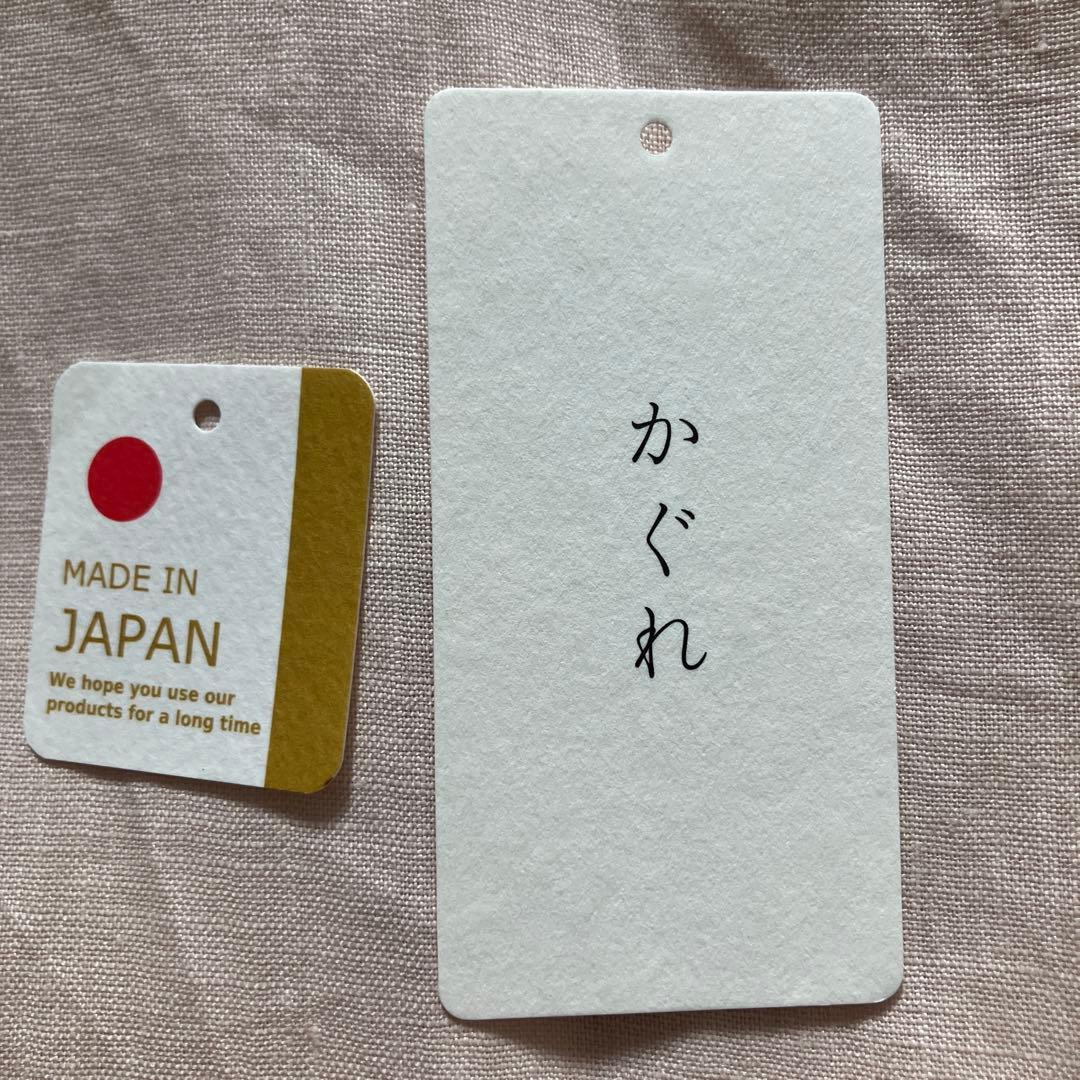 MADE IN
JAPAN
We hope you use our
products for a long time
かぐれ